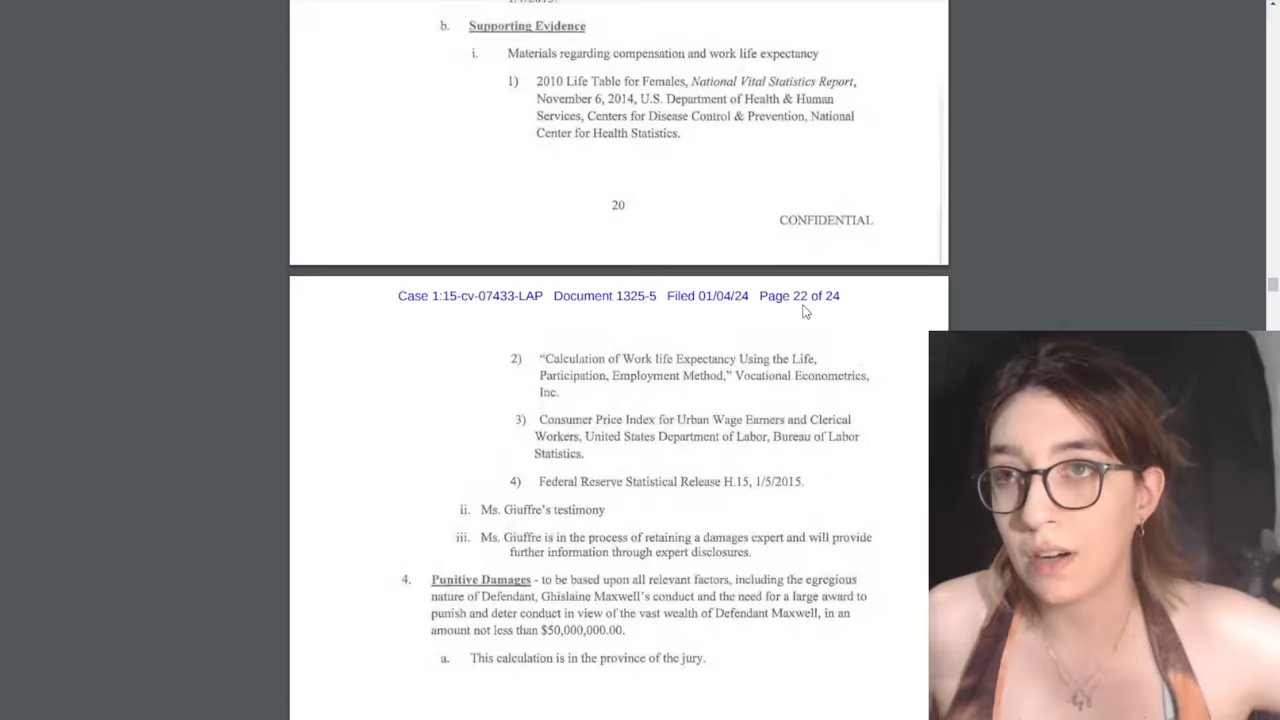 b. Supporting Evidence
i. Materials regarding compensation and work life expectancy
1) 2010 Life Table for Females, National Vital Statistics Report,
November 6, 2014, U.S. Department of Health & Human
Services, Centers for Disease Control & Prevention, National
Center for Health Statistics.
20
CONFIDENTIAL
Case 1:15-cv-07433-LAP Document 1325-5 Filed 01/04/24 Page 22 of 24
2) “Calculation of Work life Expectancy Using the Life,
Participation, Employment Method,” Vocational Econometrics,
Inc.
3) Consumer Price Index for Urban Wage Earners and Clerical
Workers, United States Department of Labor, Bureau of Labor
Statistics.
4) Federal Reserve Statistical Release H.15, 1/5/2015.
ii. Ms. Giuffre's testimony
iii. Ms. Giuffre is in the process of retaining a damages expert and will provide
further information through expert disclosures.
4. Punitive Damages - to be based upon all relevant factors, including the egregious
nature of Defendant, Ghislaine Maxwell's conduct and the need for a large award to
punish and deter conduct in view of the vast wealth of Defendant Maxwell, in an
amount not less than $50,000,000.00.
a. This calculation is in the province of the jury.